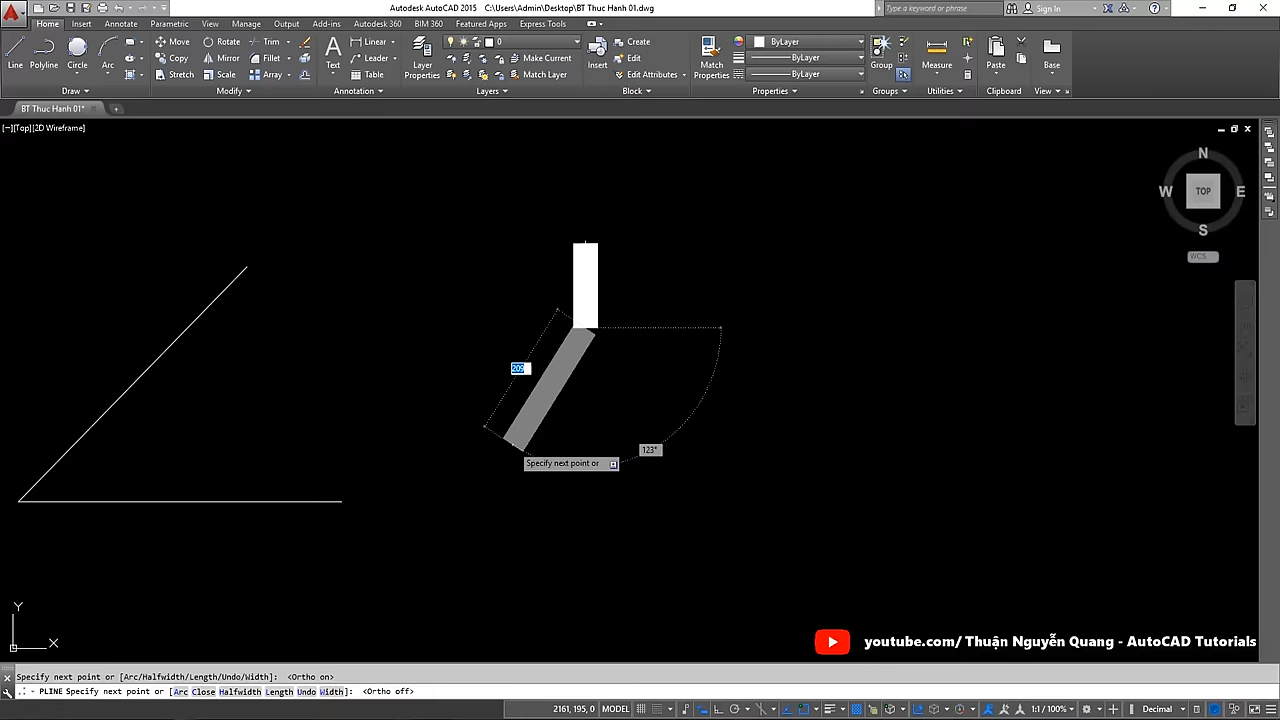 Autodesk AutoCAD 2015 C:\Users\Admin\Desktop\BT Thuc Hanh 01.dwg
Type a keyword or phrase
Sign In
Home Insert Annotate Parametric View Manage Output Add-ins Autodesk 360 BIM 360 Featured Apps Express Tools
Line Polyline Circle Arc
Move Rotate Trim
Copy Mirror Fillet
Stretch Scale Array
Text Linear
Leader
Table
Layer Properties
0
Make Current
Match Layer
Insert Create
Edit
Edit Attributes
Match Properties
ByLayer
ByLayer
ByLayer
Group Measure Paste Base
Draw Modify Annotation Layers Block Properties Groups Utilities Clipboard View
BT Thuc Hanh 01*
[−][Top][2D Wireframe]
N
W TOP E
S
WCS
209
123°
Specify next point or
Y
X
youtube.com/ Thuận Nguyễn Quang - AutoCAD Tutorials
Specify next point or [Arc/Halfwidth/Length/Undo/Width]: <Ortho on>
PLINE Specify next point or [Arc Close Halfwidth Length Undo Width]: <Ortho off>
2161, 195, 0 MODEL 1:1 / 100% Decimal